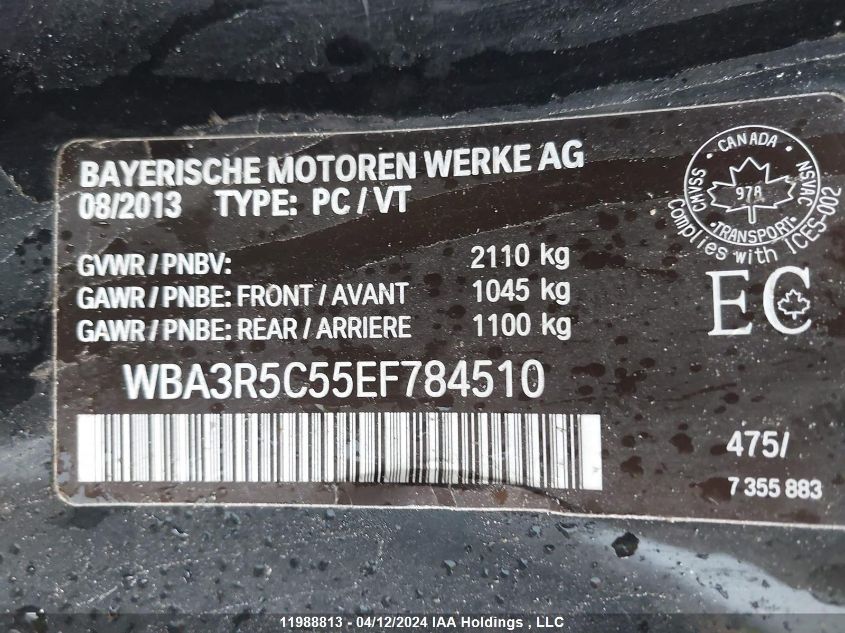 BAYERISCHE MOTOREN WERKE AG
08/2013 TYPE: PC / VT
GVWR / PNBV: 2110 kg
GAWR / PNBE: FRONT / AVANT 1045 kg
GAWR / PNBE: REAR / ARRIERE 1100 kg
WBA3R5C55EF784510
CANADA
CMVSS NSVAC
978
TRANSPORT
Complies with ICES-002
EC
475/
7 355 883
11988813 - 04/12/2024 IAA Holdings , LLC